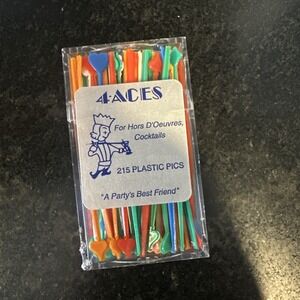 4-ACES
For Hors D'Oeuvres,
Cocktails
215 PLASTIC PICS
"A Party's Best Friend"